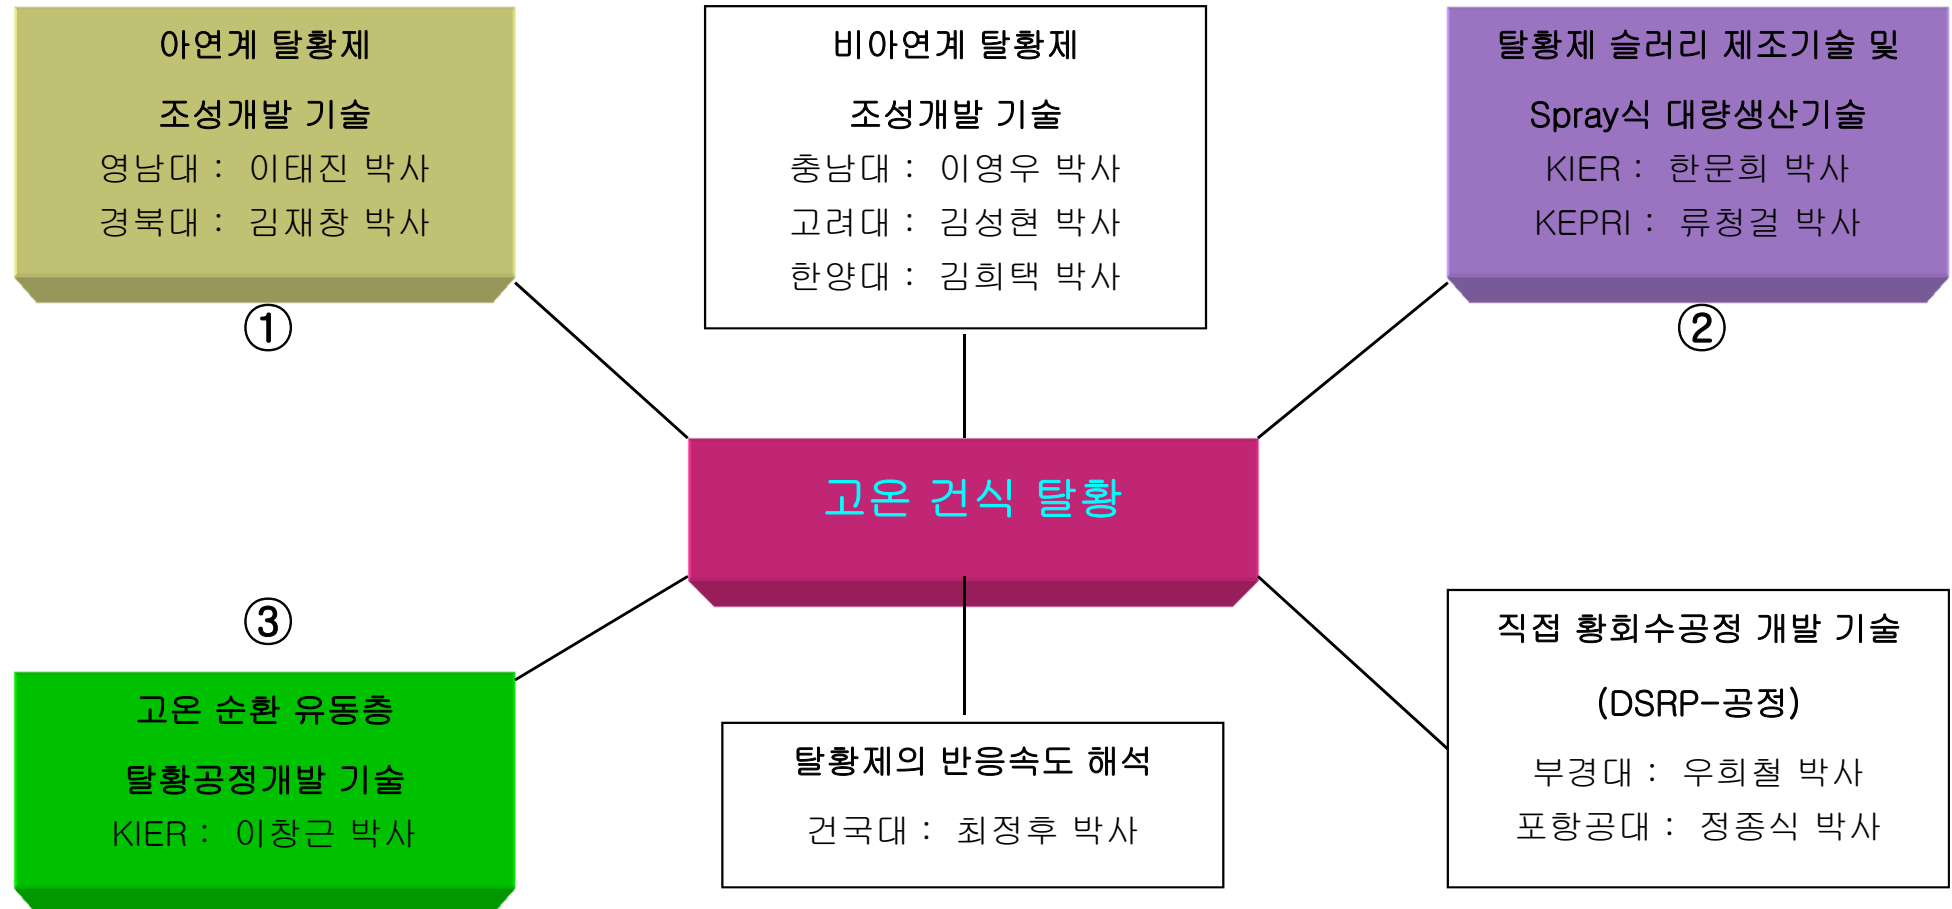 아연계 탈황제
조성개발 기술
영남대 : 이태진 박사
경북대 : 김재창 박사
①
비아연계 탈황제
조성개발 기술
충남대 : 이영우 박사
고려대 : 김성현 박사
한양대 : 김희택 박사
탈황제 슬러리 제조기술 및
Spray식 대량생산기술
KIER : 한문희 박사
KEPRI : 류청걸 박사
②
고온 건식 탈황
③
고온 순환 유동층
탈황공정개발 기술
KIER : 이창근 박사
탈황제의 반응속도 해석
건국대 : 최정후 박사
직접 황회수공정 개발 기술
(DSRP-공정)
부경대 : 우희철 박사
포항공대 : 정종식 박사